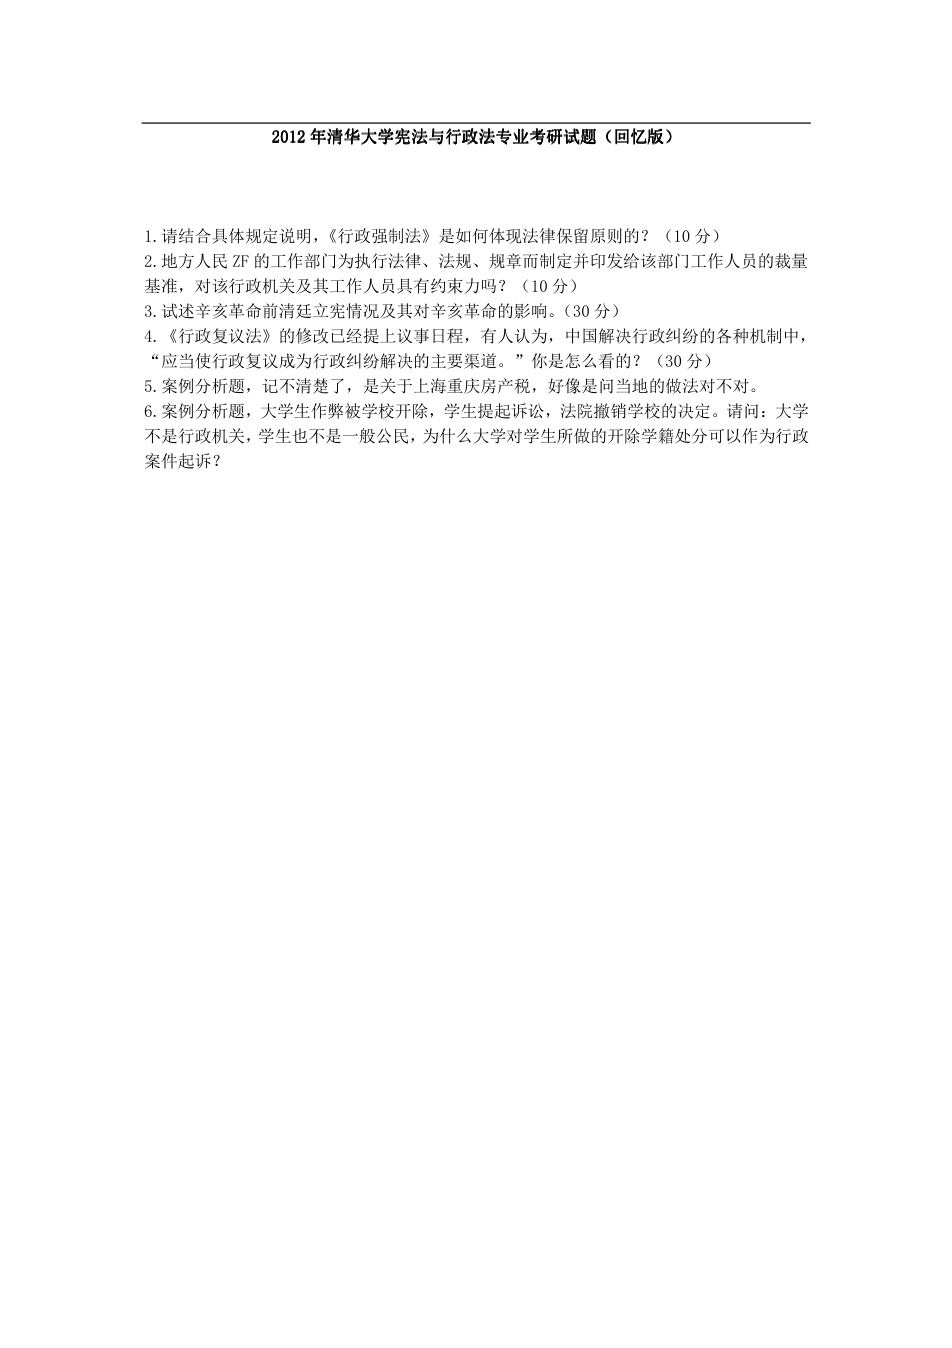 2012 年清华大学宪法与行政法专业考研试题（回忆版）
1.请结合具体规定说明，《行政强制法》是如何体现法律保留原则的？（10 分）
2.地方人民 ZF 的工作部门为执行法律、法规、规章而制定并印发给该部门工作人员的裁量
基准，对该行政机关及其工作人员具有约束力吗？（10 分）
3.试述辛亥革命前清廷立宪情况及其对辛亥革命的影响。（30 分）
4.《行政复议法》的修改已经提上议事日程，有人认为，中国解决行政纠纷的各种机制中，
“应当使行政复议成为行政纠纷解决的主要渠道。”你是怎么看的？（30 分）
5.案例分析题，记不清楚了，是关于上海重庆房产税，好像是问当地的做法对不对。
6.案例分析题，大学生作弊被学校开除，学生提起诉讼，法院撤销学校的决定。请问：大学
不是行政机关，学生也不是一般公民，为什么大学对学生所做的开除学籍处分可以作为行政
案件起诉？